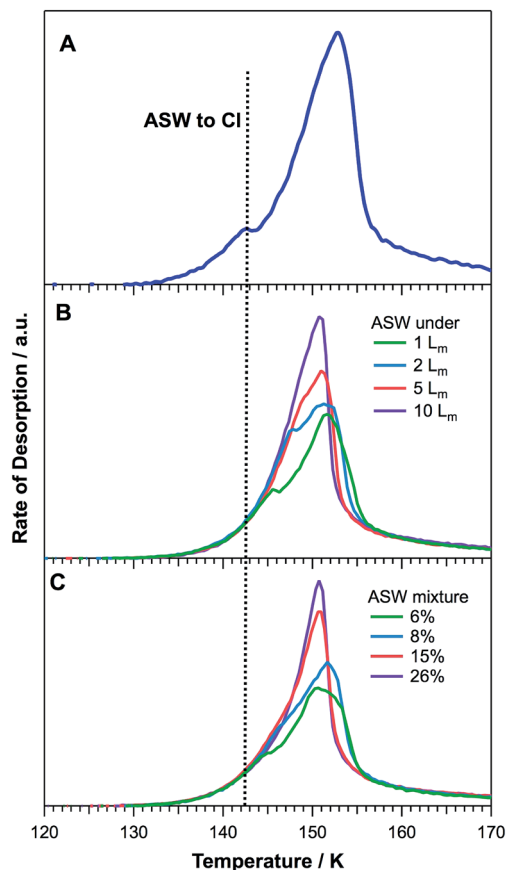 A
ASW to CI
B
ASW under
1 Lm
2 Lm
5 Lm
10 Lm
C
ASW mixture
6%
8%
15%
26%
Rate of Desorption / a.u.
120 130 140 150 160 170
Temperature / K